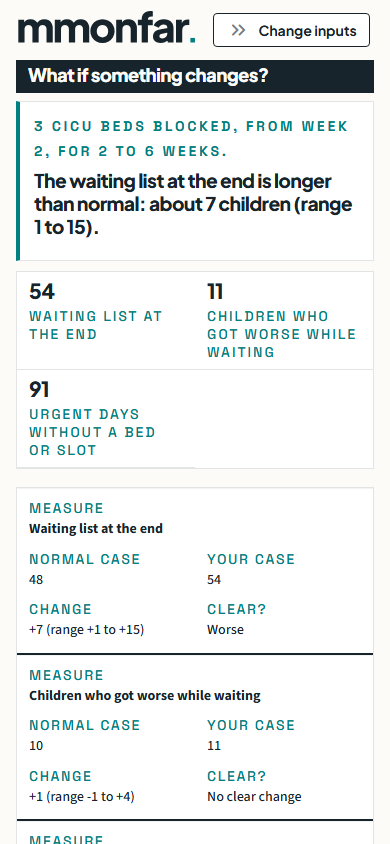 mmonfar.
Change inputs
What if something changes?
3 CICU BEDS BLOCKED, FROM WEEK
2, FOR 2 TO 6 WEEKS.
The waiting list at the end is longer
than normal: about 7 children (range
1 to 15).
54
WAITING LIST AT
THE END
11
CHILDREN WHO
GOT WORSE WHILE
WAITING
91
URGENT DAYS
WITHOUT A BED
OR SLOT
MEASURE
Waiting list at the end
NORMAL CASE
48
YOUR CASE
54
CHANGE
+7 (range +1 to +15)
CLEAR?
Worse
MEASURE
Children who got worse while waiting
NORMAL CASE
10
YOUR CASE
11
CHANGE
+1 (range -1 to +4)
CLEAR?
No clear change
MEASURE